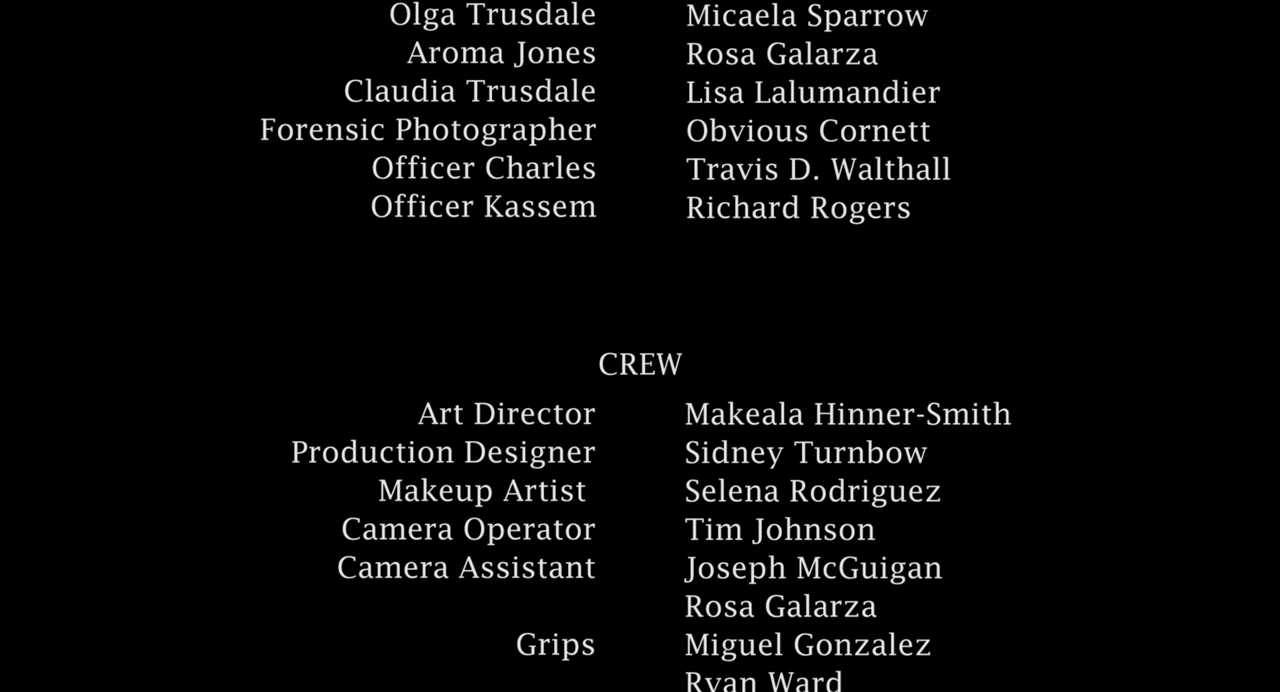 Olga Trusdale Micaela Sparrow
Aroma Jones Rosa Galarza
Claudia Trusdale Lisa Lalumandier
Forensic Photographer Obvious Cornett
Officer Charles Travis D. Walthall
Officer Kassem Richard Rogers
CREW
Art Director Makeala Hinner-Smith
Production Designer Sidney Turnbow
Makeup Artist Selena Rodriguez
Camera Operator Tim Johnson
Camera Assistant Joseph McGuigan
Rosa Galarza
Grips Miguel Gonzalez
Ryan Ward